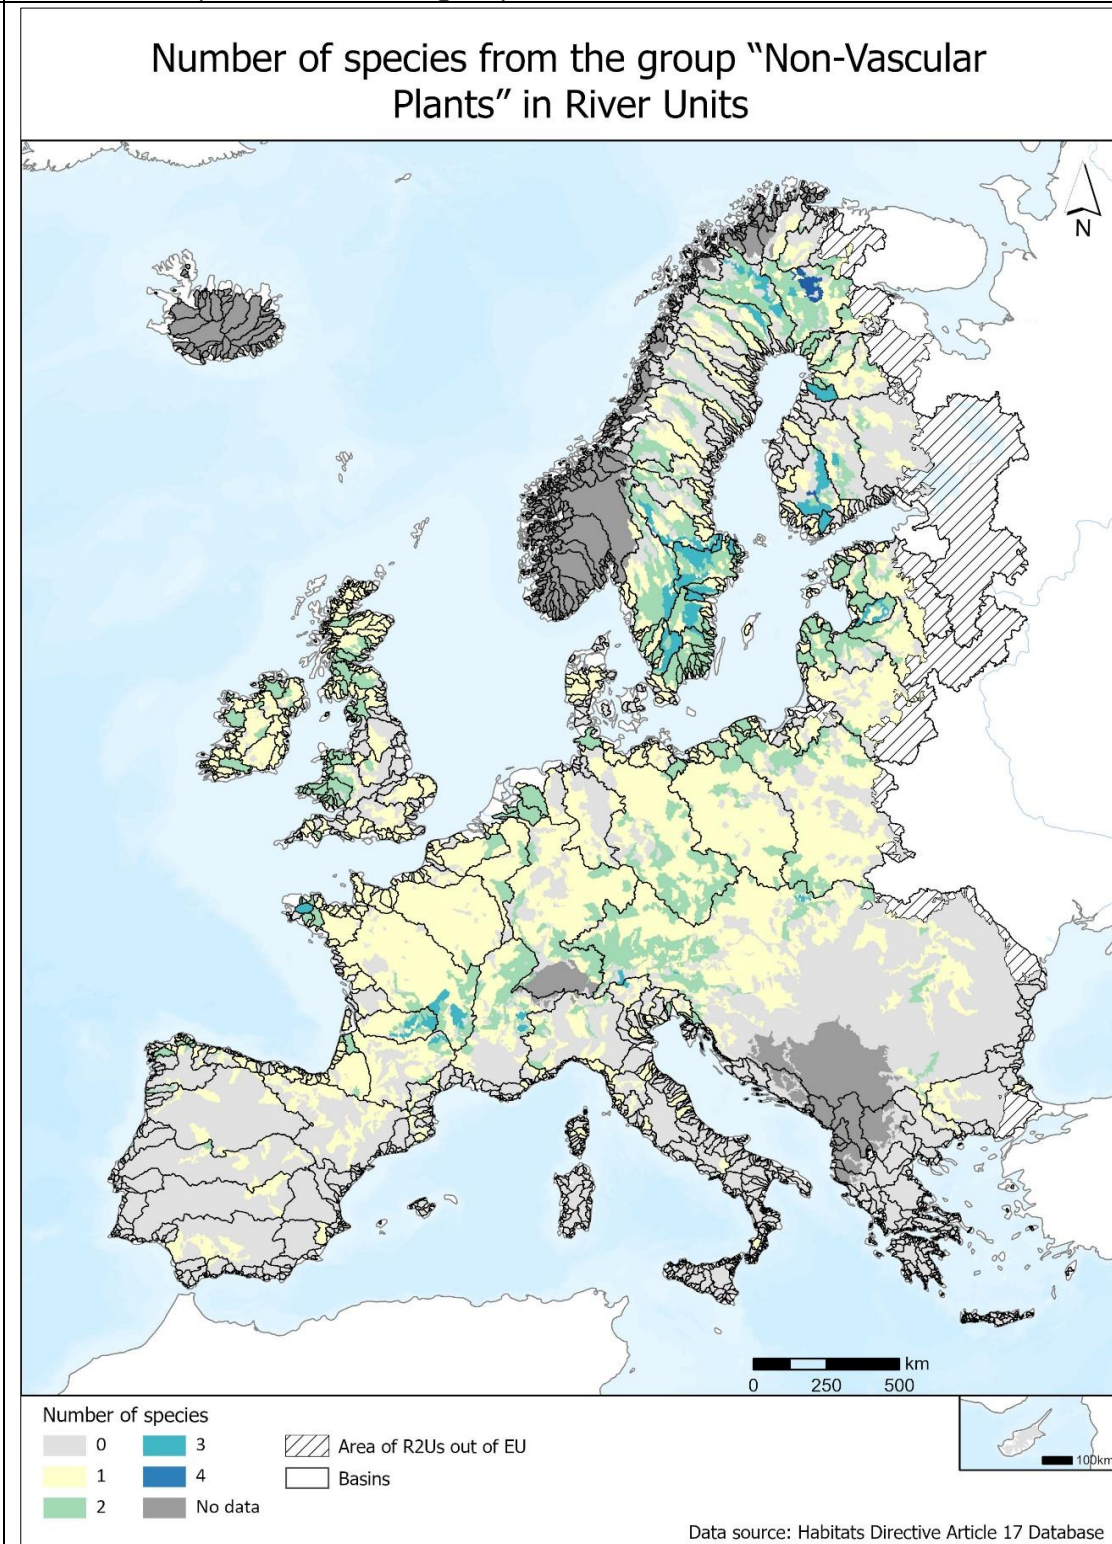 Number of species from the group “Non-Vascular
Plants” in River Units
N
km
0 250 500
Number of species
0 3 Area of R2Us out of EU
1 4 Basins
2 No data
100km
Data source: Habitats Directive Article 17 Database